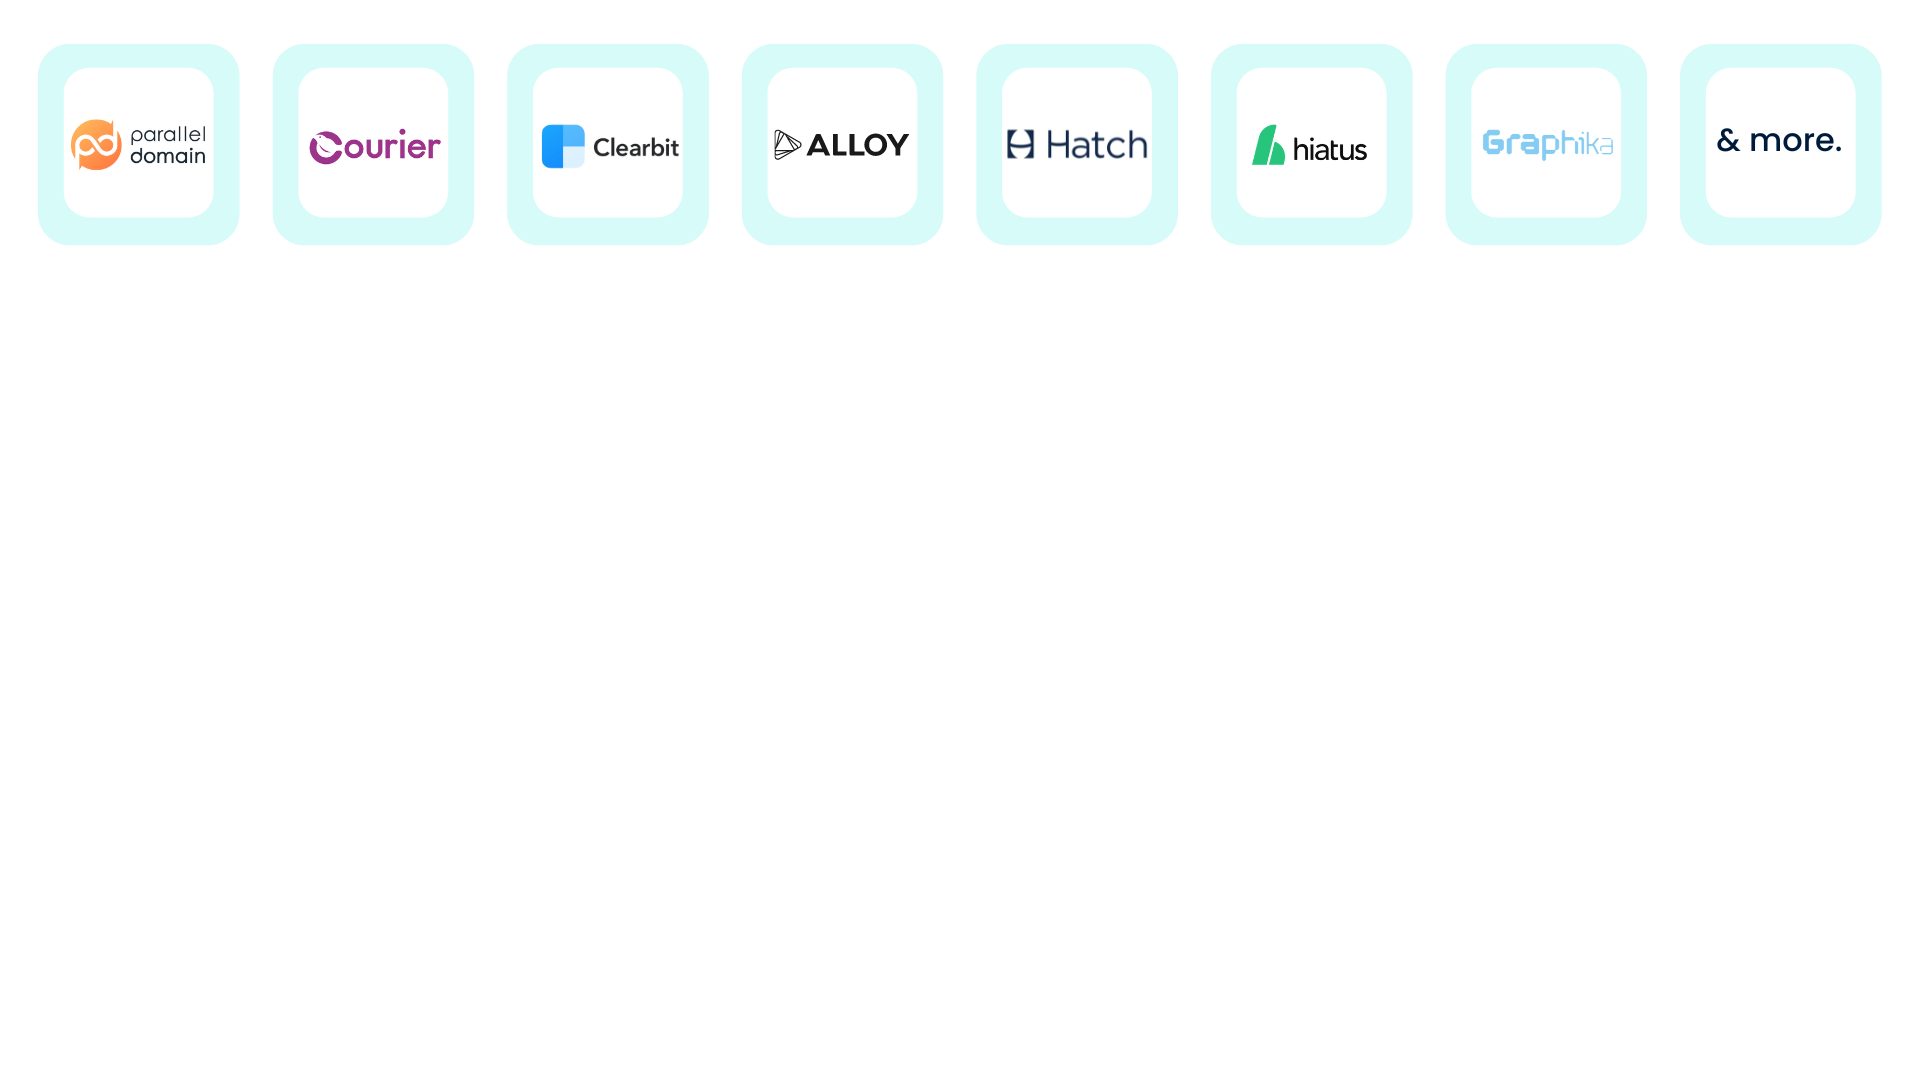 parallel
domain
Courier
Clearbit
ALLOY
Hatch
hiatus
Graphika
& more.